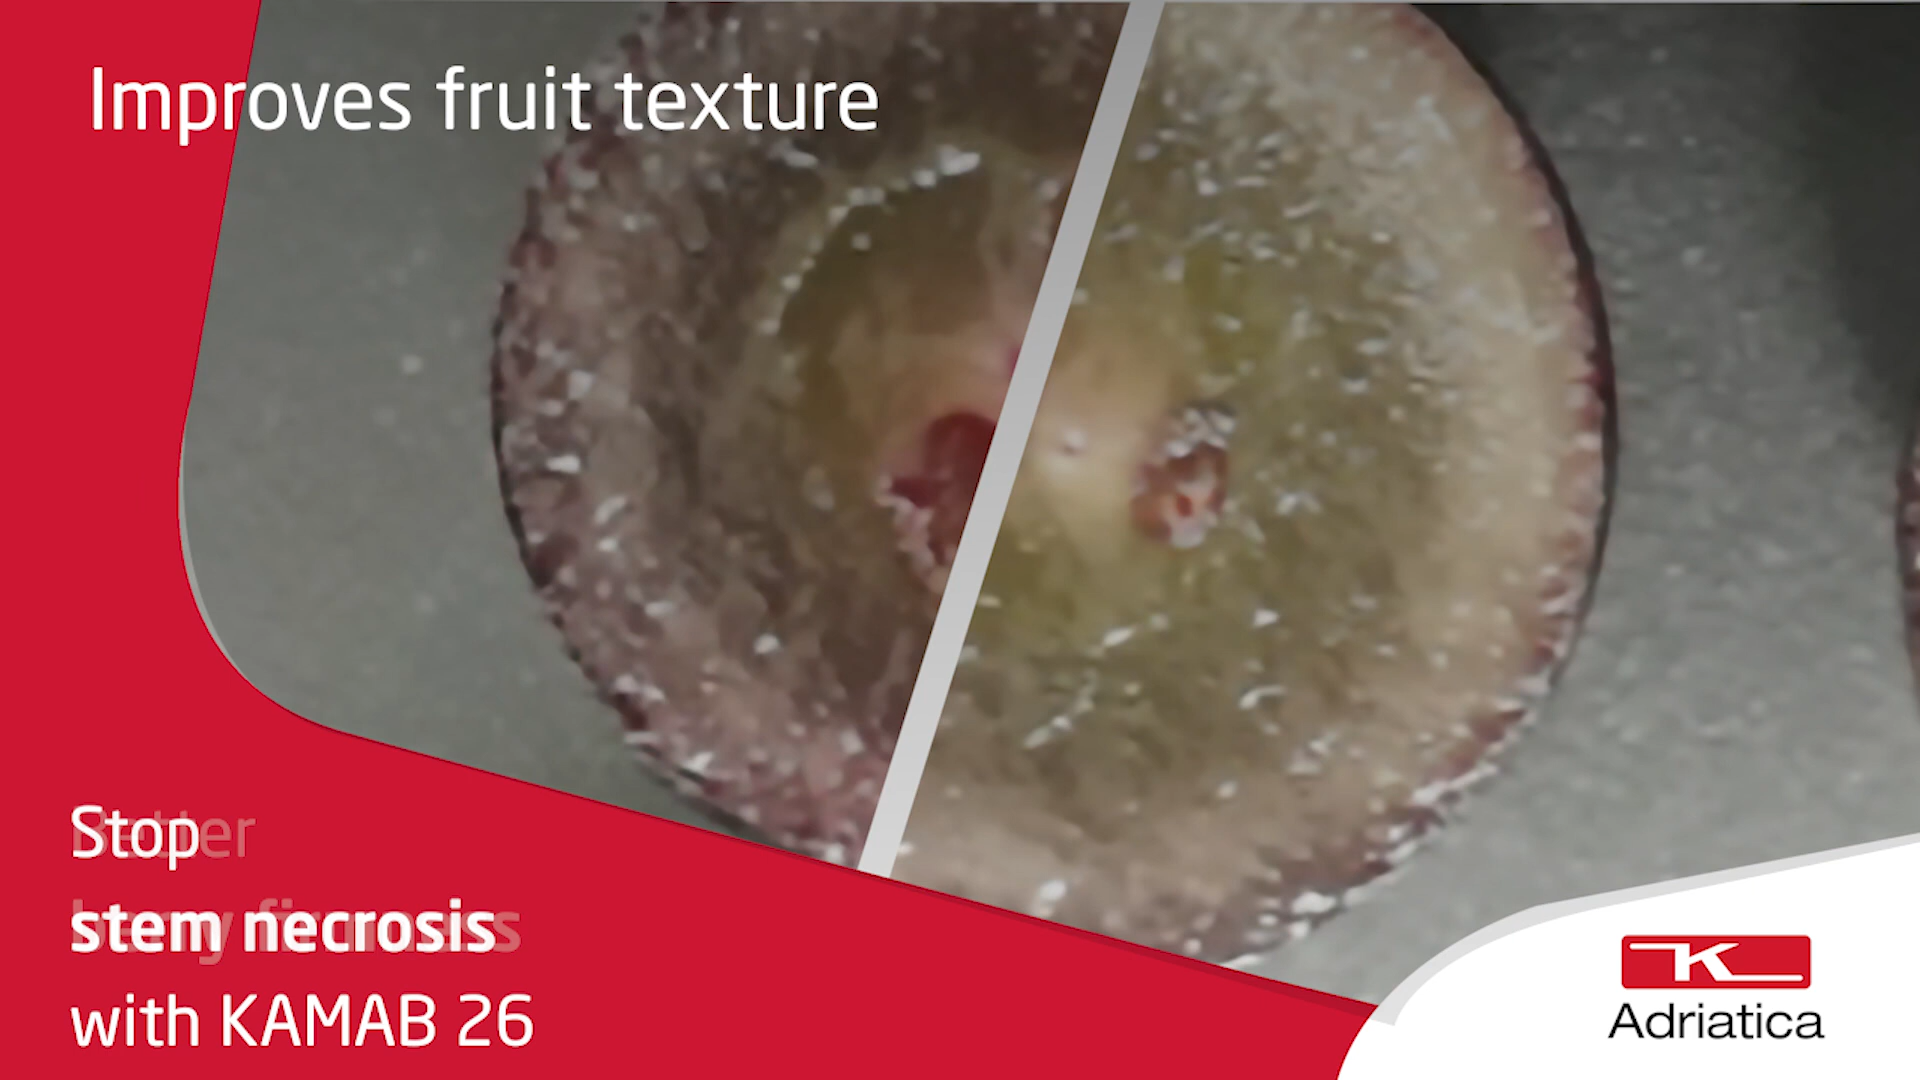 Improves fruit texture
Stop
stem necrosis
with KAMAB 26
K
Adriatica